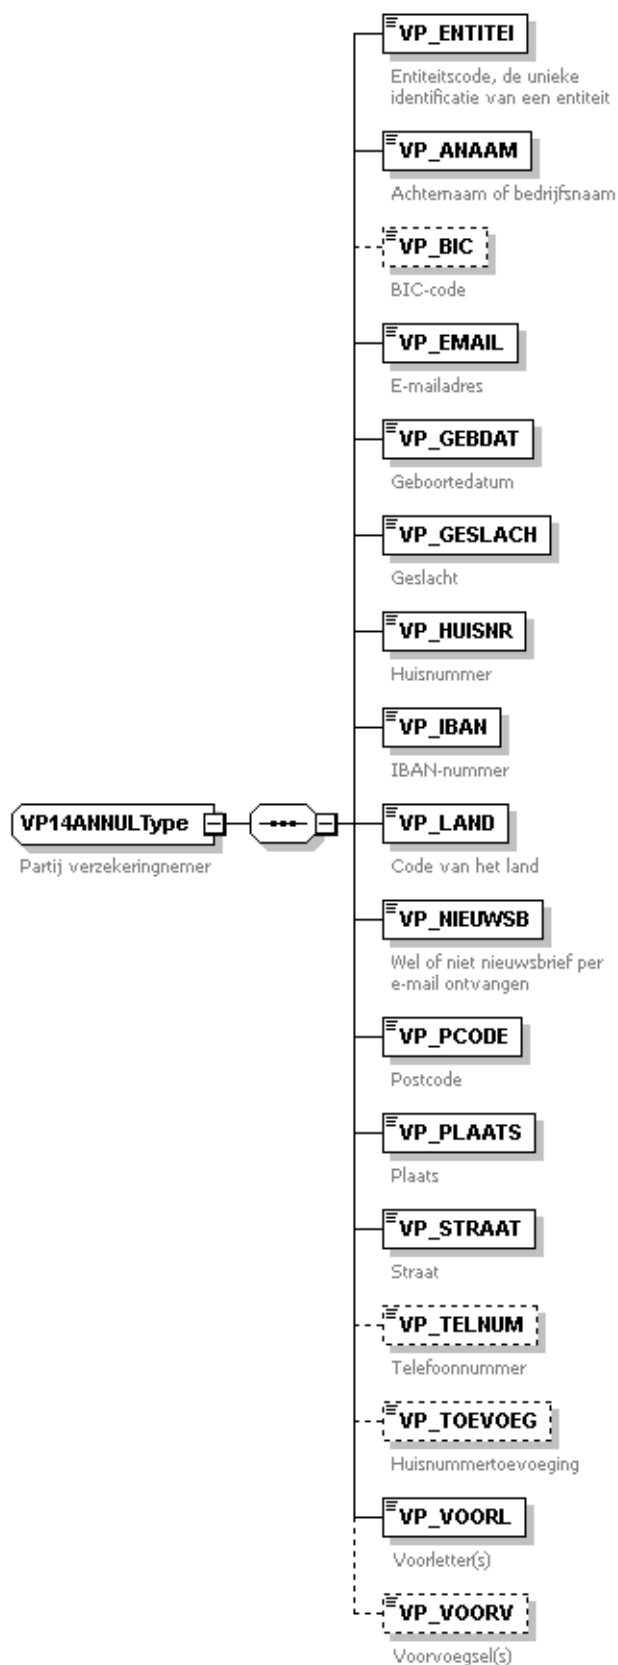 VP_ENTITEI
Entiteitscode, de unieke
identificatie van een entiteit
VP_ANAAM
Achternaam of bedrijfsnaam
VP_BIC
BIC-code
VP_EMAIL
E-mailadres
VP_GEBDAT
Geboortedatum
VP_GESLACH
Geslacht
VP_HUISNR
Huisnummer
VP_IBAN
IBAN-nummer
VP14ANNULType
Partij verzekeringnemer
VP_LAND
Code van het land
VP_NIEUWSB
Wel of niet nieuwsbrief per
e-mail ontvangen
VP_PCODE
Postcode
VP_PLAATS
Plaats
VP_STRAAT
Straat
VP_TELNUM
Telefoonnummer
VP_TOEVOEG
Huisnummertoevoeging
VP_VOORL
Voorletter(s)
VP_VOORV
Voorvoegsel(s)